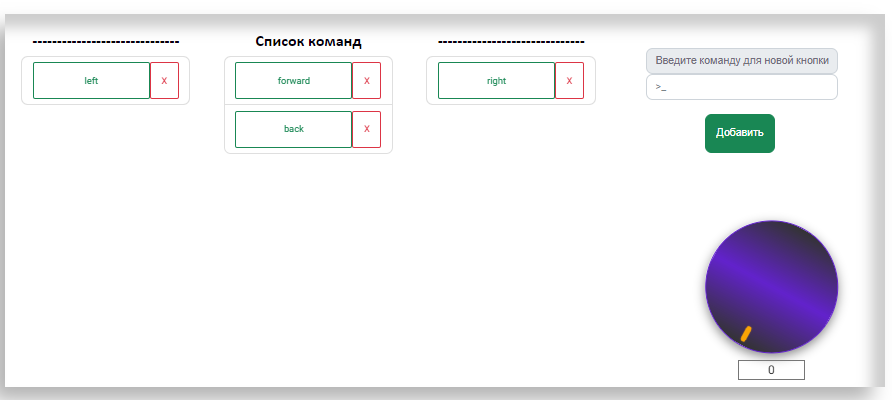 ------------------------------ Список команд ------------------------------
left X forward X right X
back X
Введите команду для новой кнопки
>_
Добавить
0